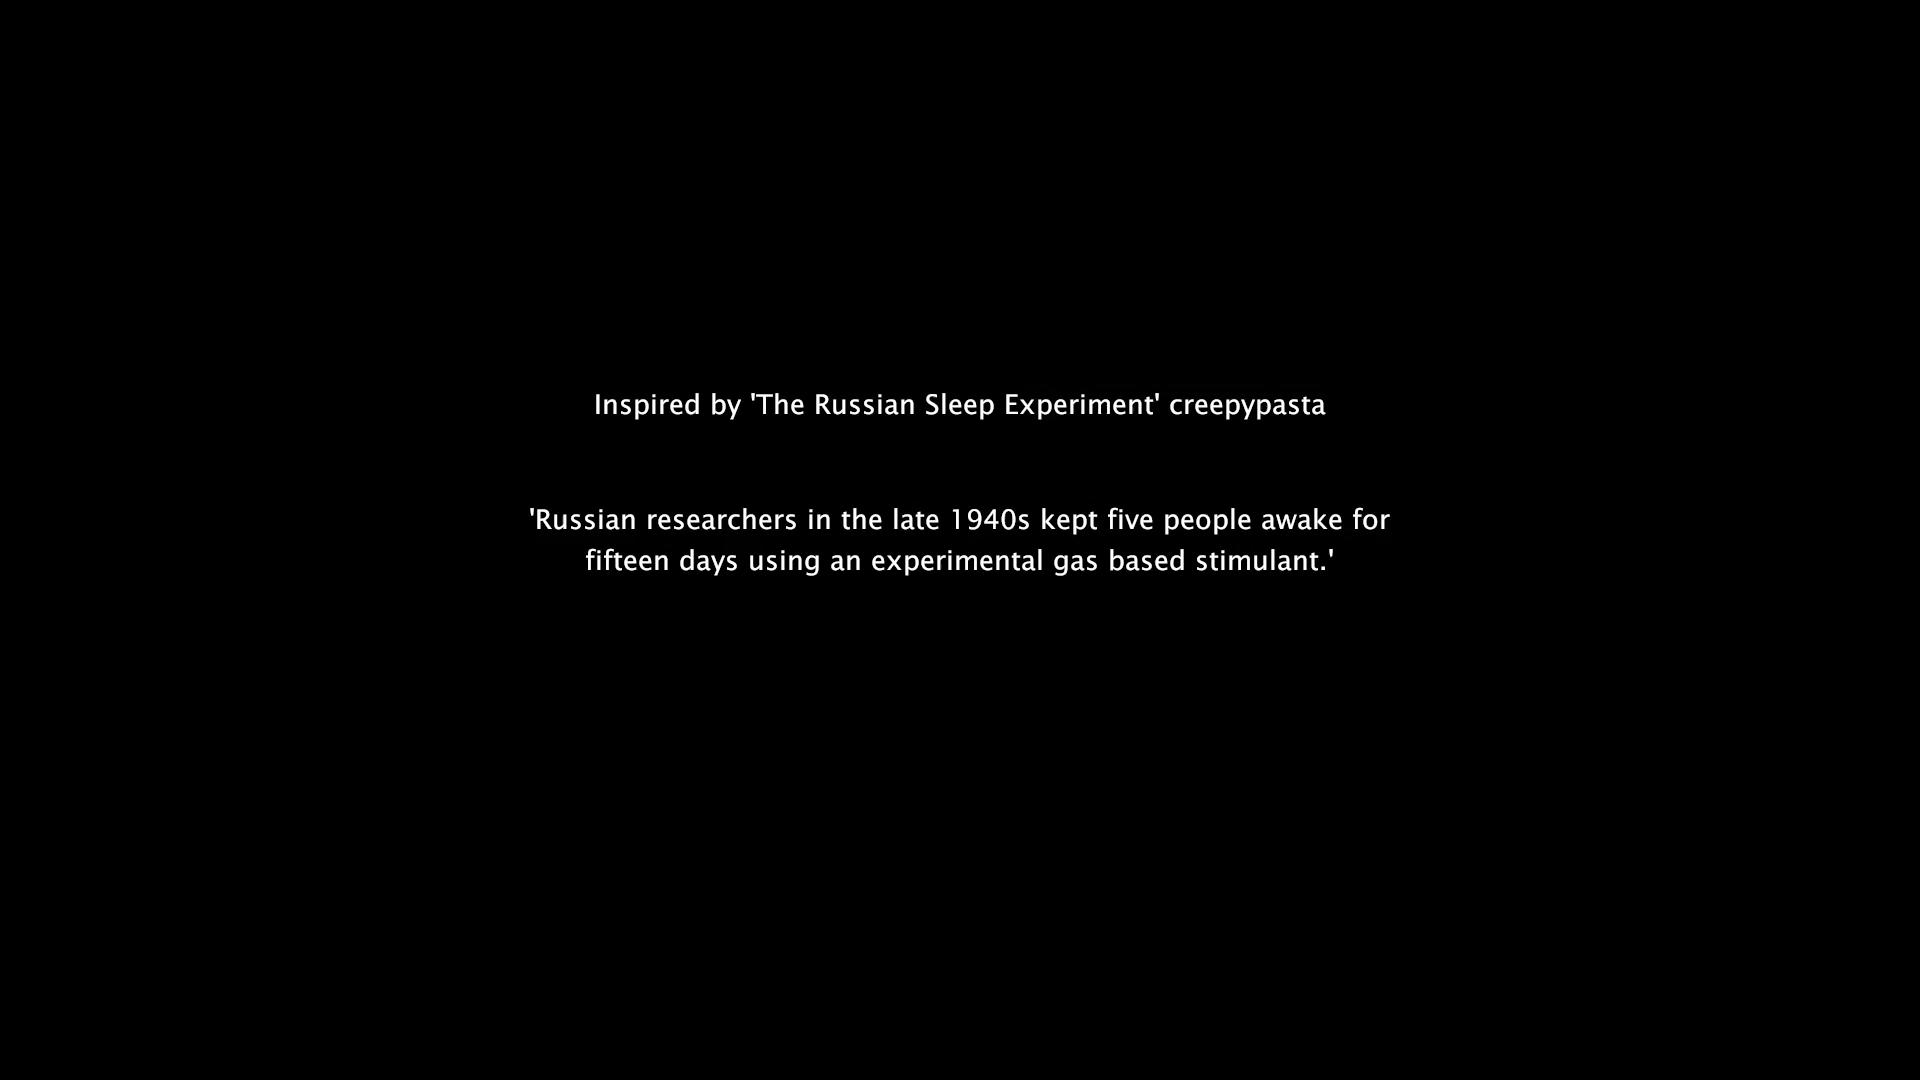 Inspired by 'The Russian Sleep Experiment' creepypasta
'Russian researchers in the late 1940s kept five people awake for
fifteen days using an experimental gas based stimulant.'